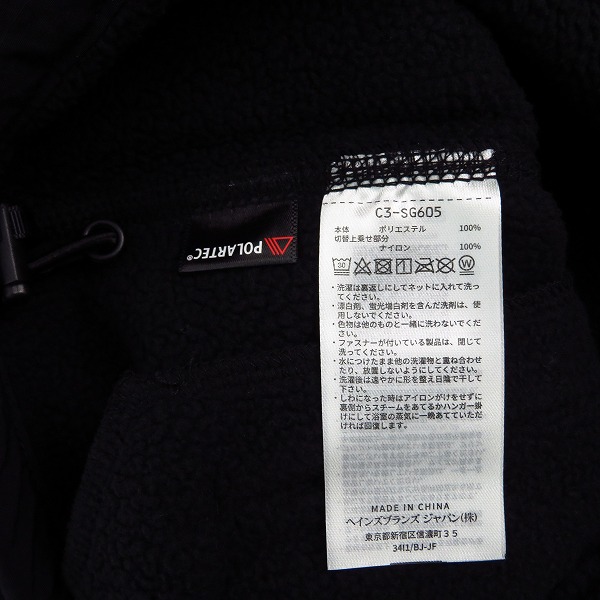 POLARTEC®
C3-SG605
本体 ポリエステル 100%
切替上乗せ部分
ナイロン 100%
30
W
・洗濯は裏返しにしてネットに入れて洗っ
てください。
・漂白剤、蛍光増白剤を含んだ洗剤は、使
用しないでください。
・色物は他のものと一緒に洗わないでくだ
さい。
・ファスナーが付いている製品は、閉じて
洗ってください。
・水につけたまま他の洗濯物と重ね合わせ
たり、放置しないようにしてください。
・洗濯後は速やかに形を整え日陰で干して
下さい。
・しわになった時はアイロンがけをせずに
裏側からスチームをあてるかハンガー掛
けにして浴室の蒸気に一晩あてていただ
ければ回復します。
MADE IN CHINA
ヘインズブランズ ジャパン(株)
東京都新宿区信濃町35
34I1/BJ-JF